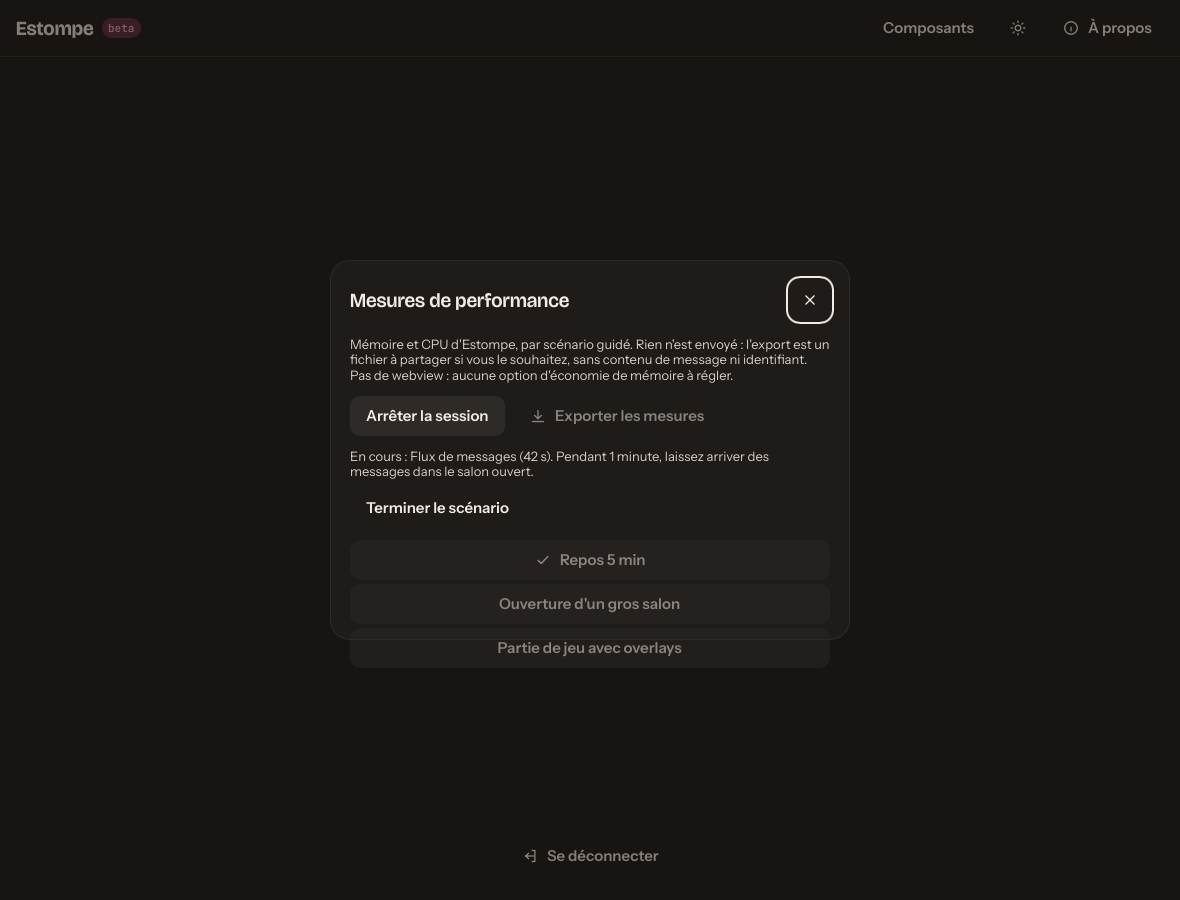 Estompe beta
Composants
À propos
Mesures de performance
Mémoire et CPU d'Estompe, par scénario guidé. Rien n'est envoyé : l'export est un
fichier à partager si vous le souhaitez, sans contenu de message ni identifiant.
Pas de webview : aucune option d'économie de mémoire à régler.
Arrêter la session
Exporter les mesures
En cours : Flux de messages (42 s). Pendant 1 minute, laissez arriver des
messages dans le salon ouvert.
Terminer le scénario
Repos 5 min
Ouverture d'un gros salon
Partie de jeu avec overlays
Se déconnecter